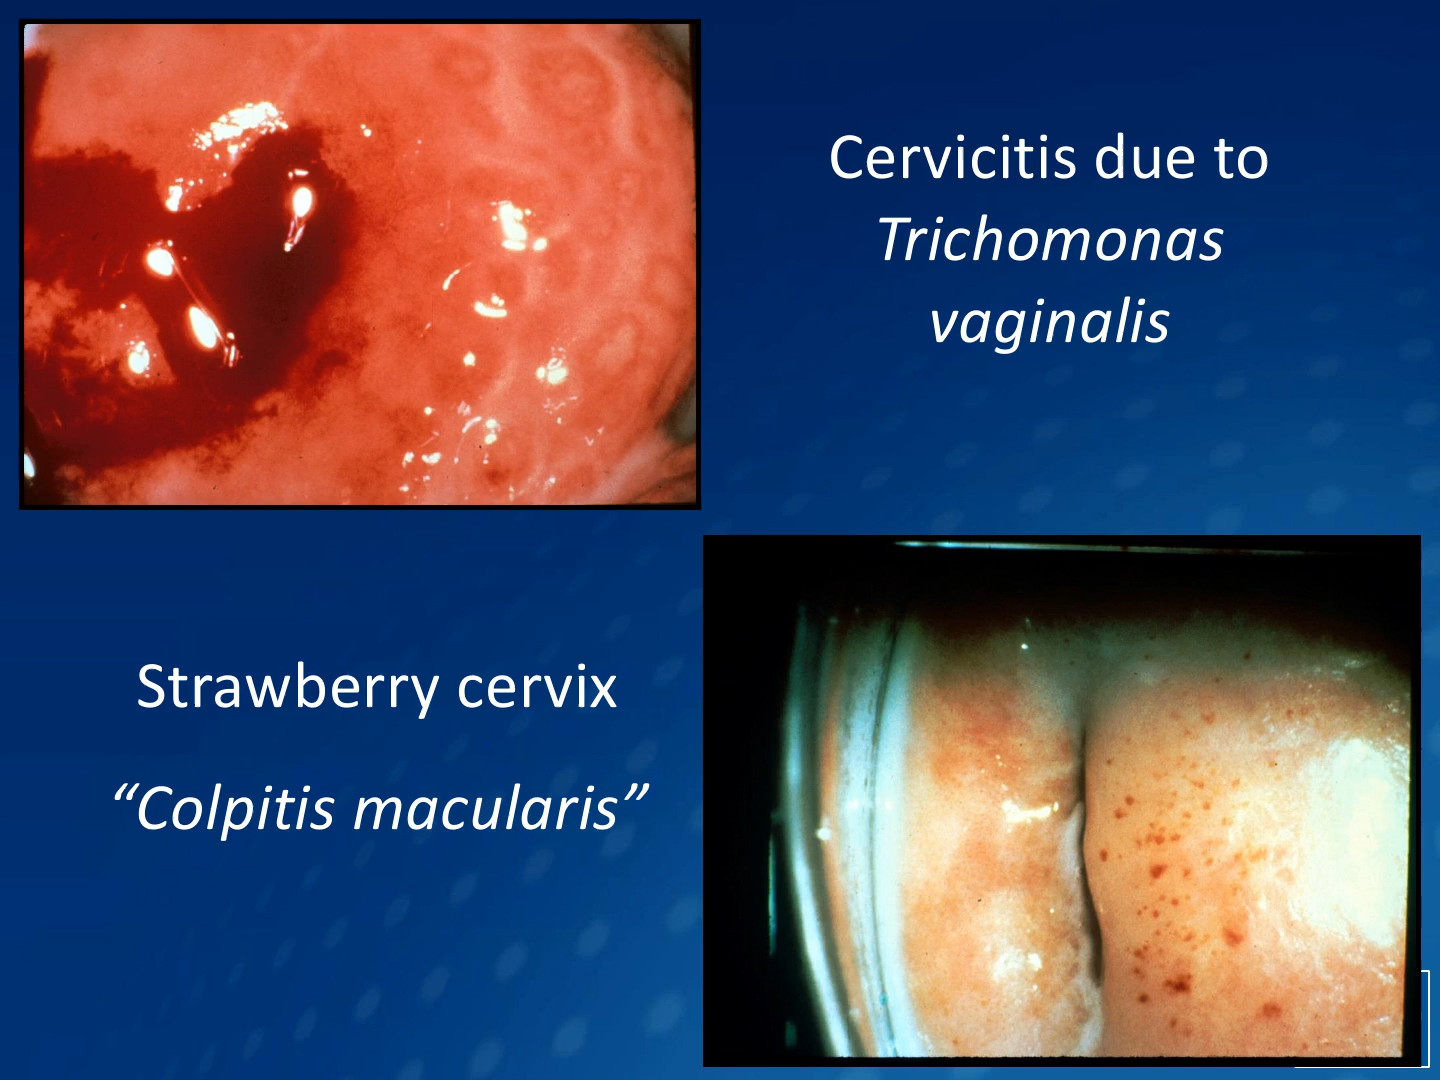 Cervicitis due to
Trichomonas
vaginalis
Strawberry cervix
“Colpitis macularis”